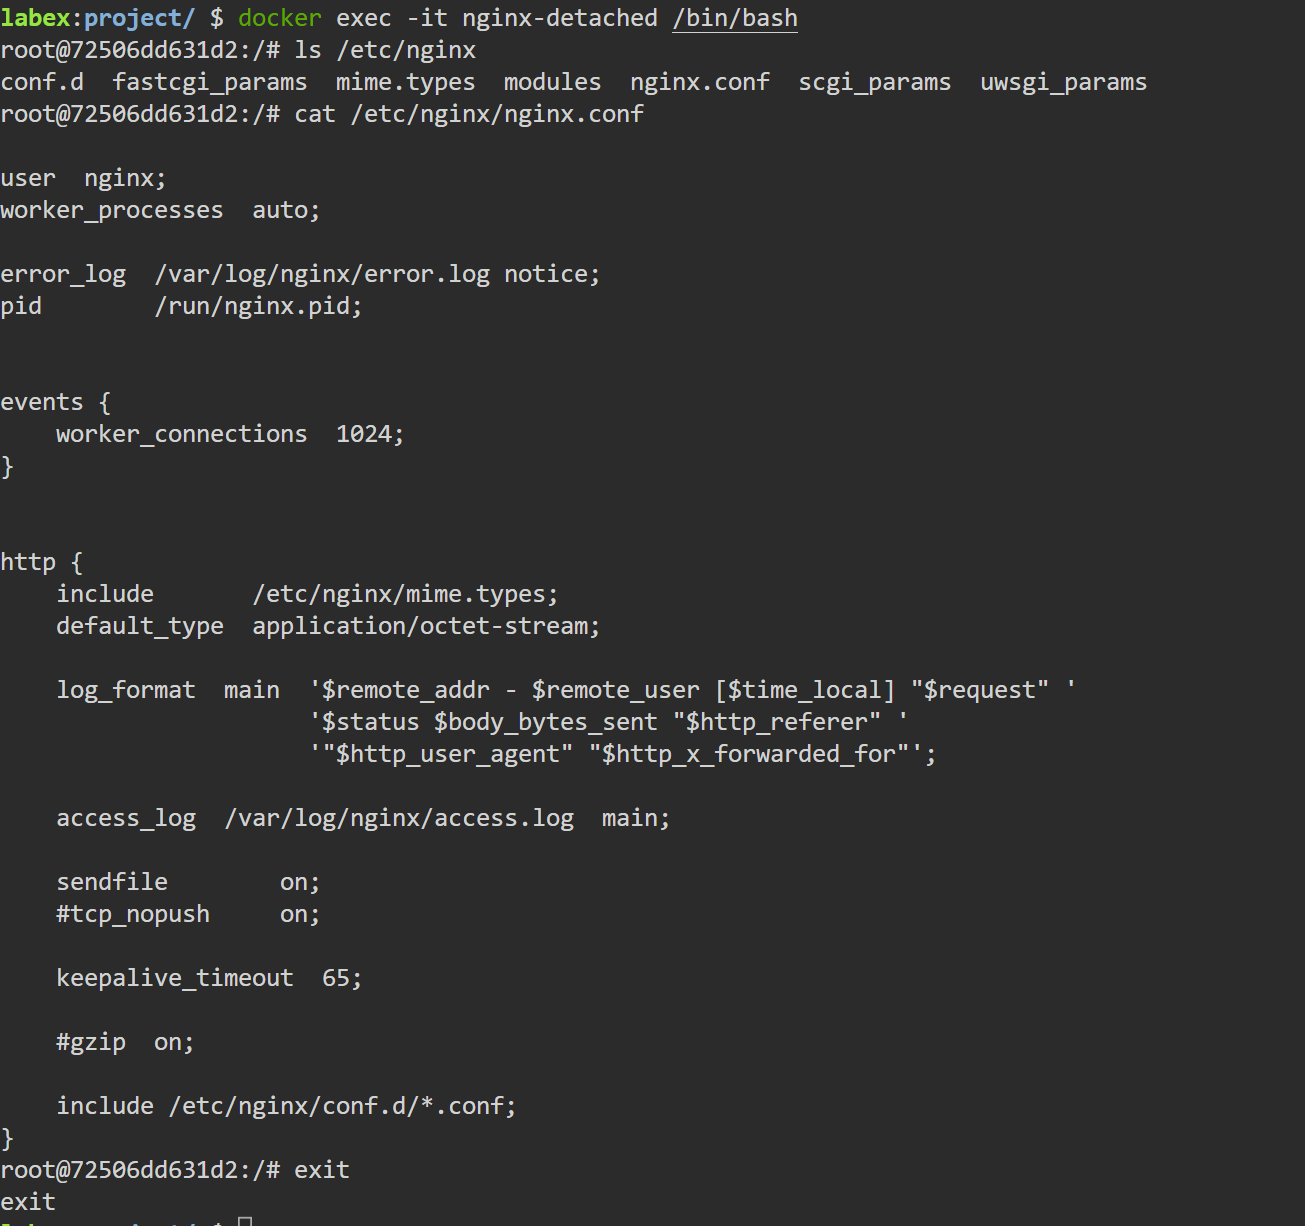 labex:project/ $ docker exec -it nginx-detached /bin/bash
root@72506dd631d2:/# ls /etc/nginx
conf.d  fastcgi_params  mime.types  modules  nginx.conf  scgi_params  uwsgi_params
root@72506dd631d2:/# cat /etc/nginx/nginx.conf

user  nginx;
worker_processes  auto;

error_log  /var/log/nginx/error.log notice;
pid        /run/nginx.pid;


events {
    worker_connections  1024;
}


http {
    include       /etc/nginx/mime.types;
    default_type  application/octet-stream;

    log_format  main  '$remote_addr - $remote_user [$time_local] "$request" '
                      '$status $body_bytes_sent "$http_referer" '
                      '"$http_user_agent" "$http_x_forwarded_for"';

    access_log  /var/log/nginx/access.log  main;

    sendfile        on;
    #tcp_nopush     on;

    keepalive_timeout  65;

    #gzip  on;

    include /etc/nginx/conf.d/*.conf;
}
root@72506dd631d2:/# exit
exit